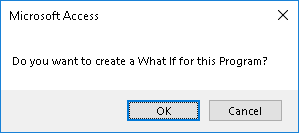 Microsoft Access
Do you want to create a What If for this Program?
OK
Cancel